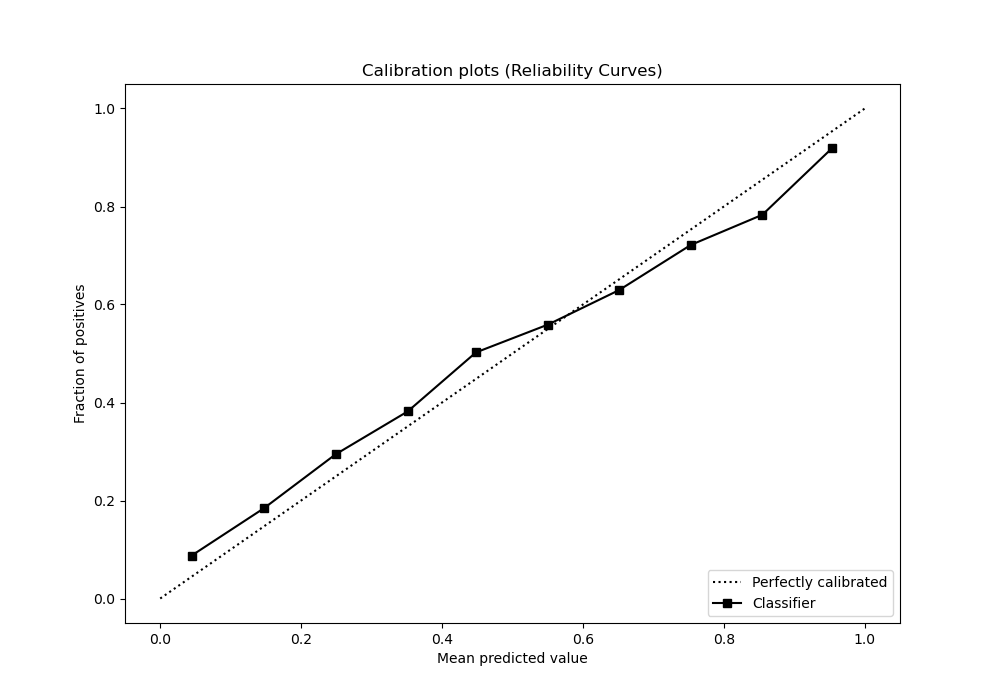 Calibration plots (Reliability Curves)
1.0
0.8
0.6
0.4
0.2
0.0
Fraction of positives
0.0 0.2 0.4 0.6 0.8 1.0
Mean predicted value
Perfectly calibrated
Classifier